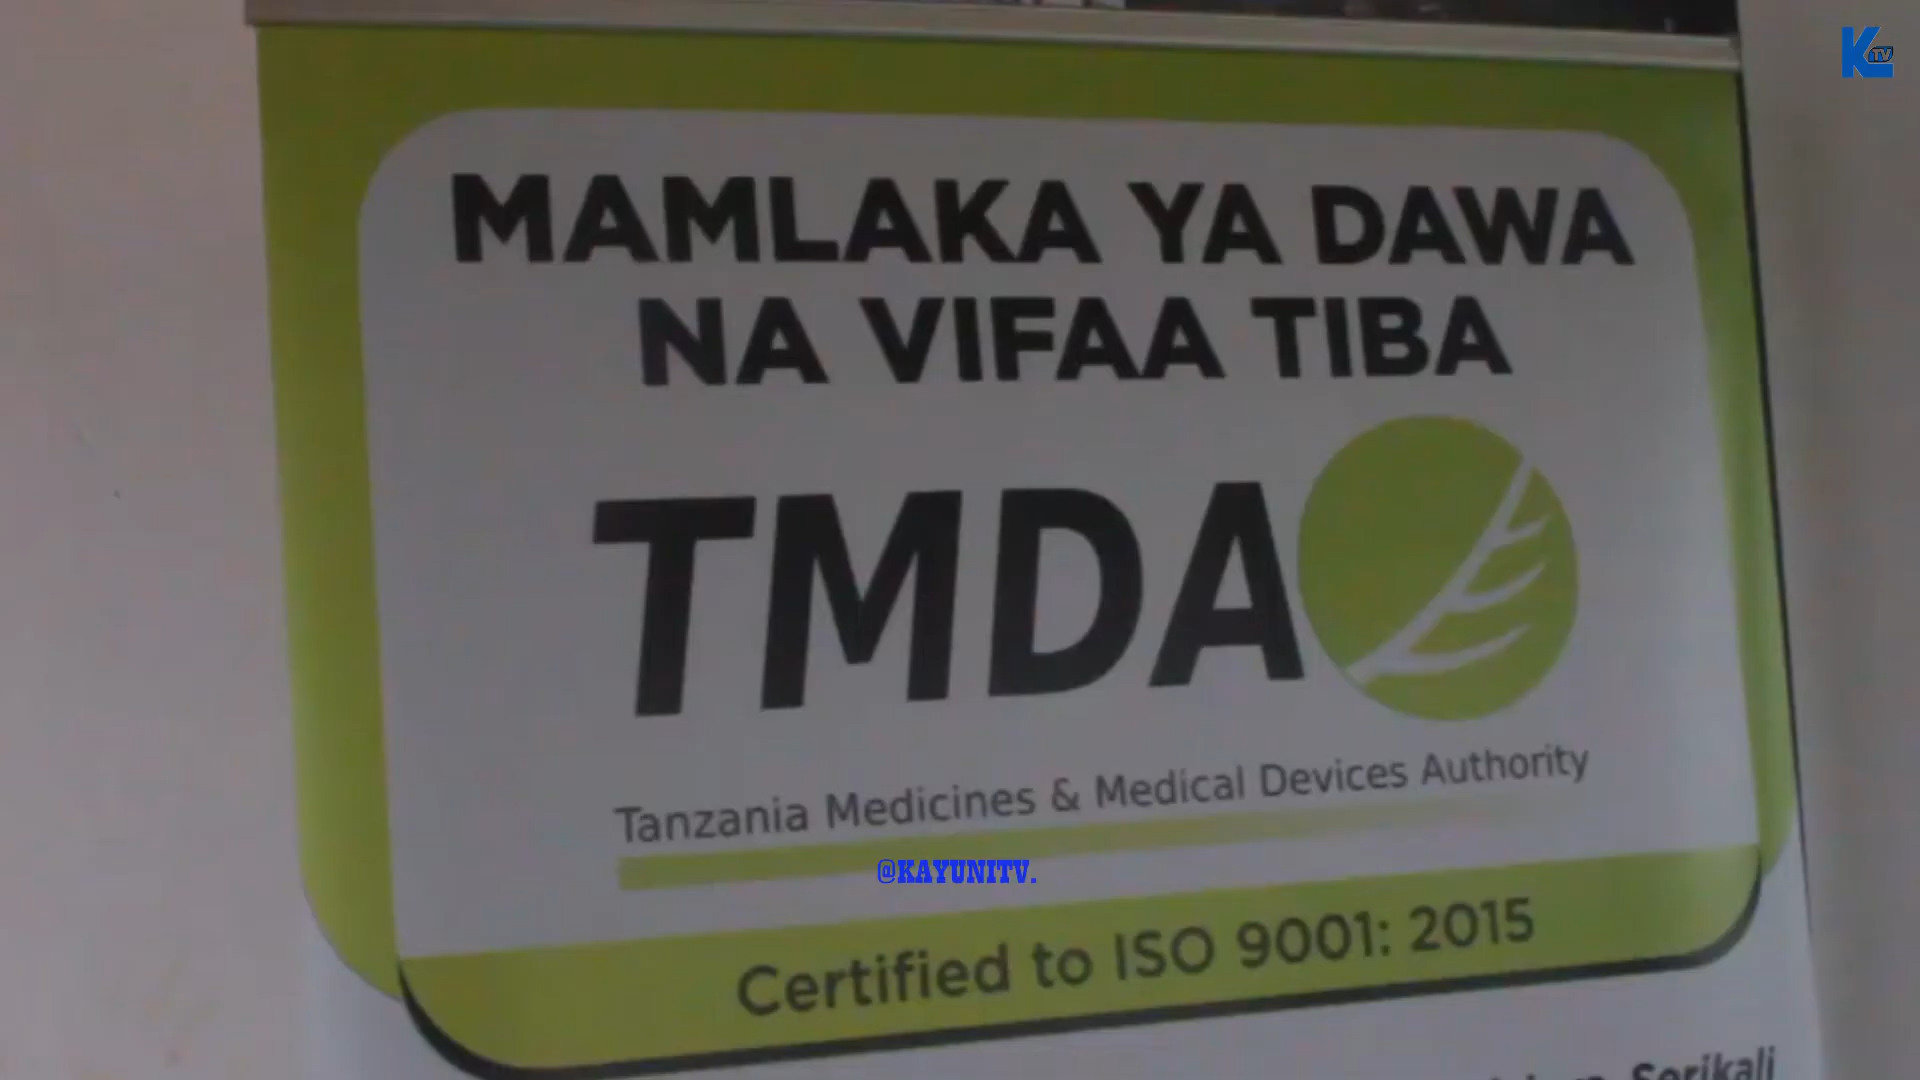 K TV
MAMLAKA YA DAWA
NA VIFAA TIBA
TMDA
Tanzania Medicines & Medical Devices Authority
@KAYUNITV.
Certified to ISO 9001: 2015
Serikali